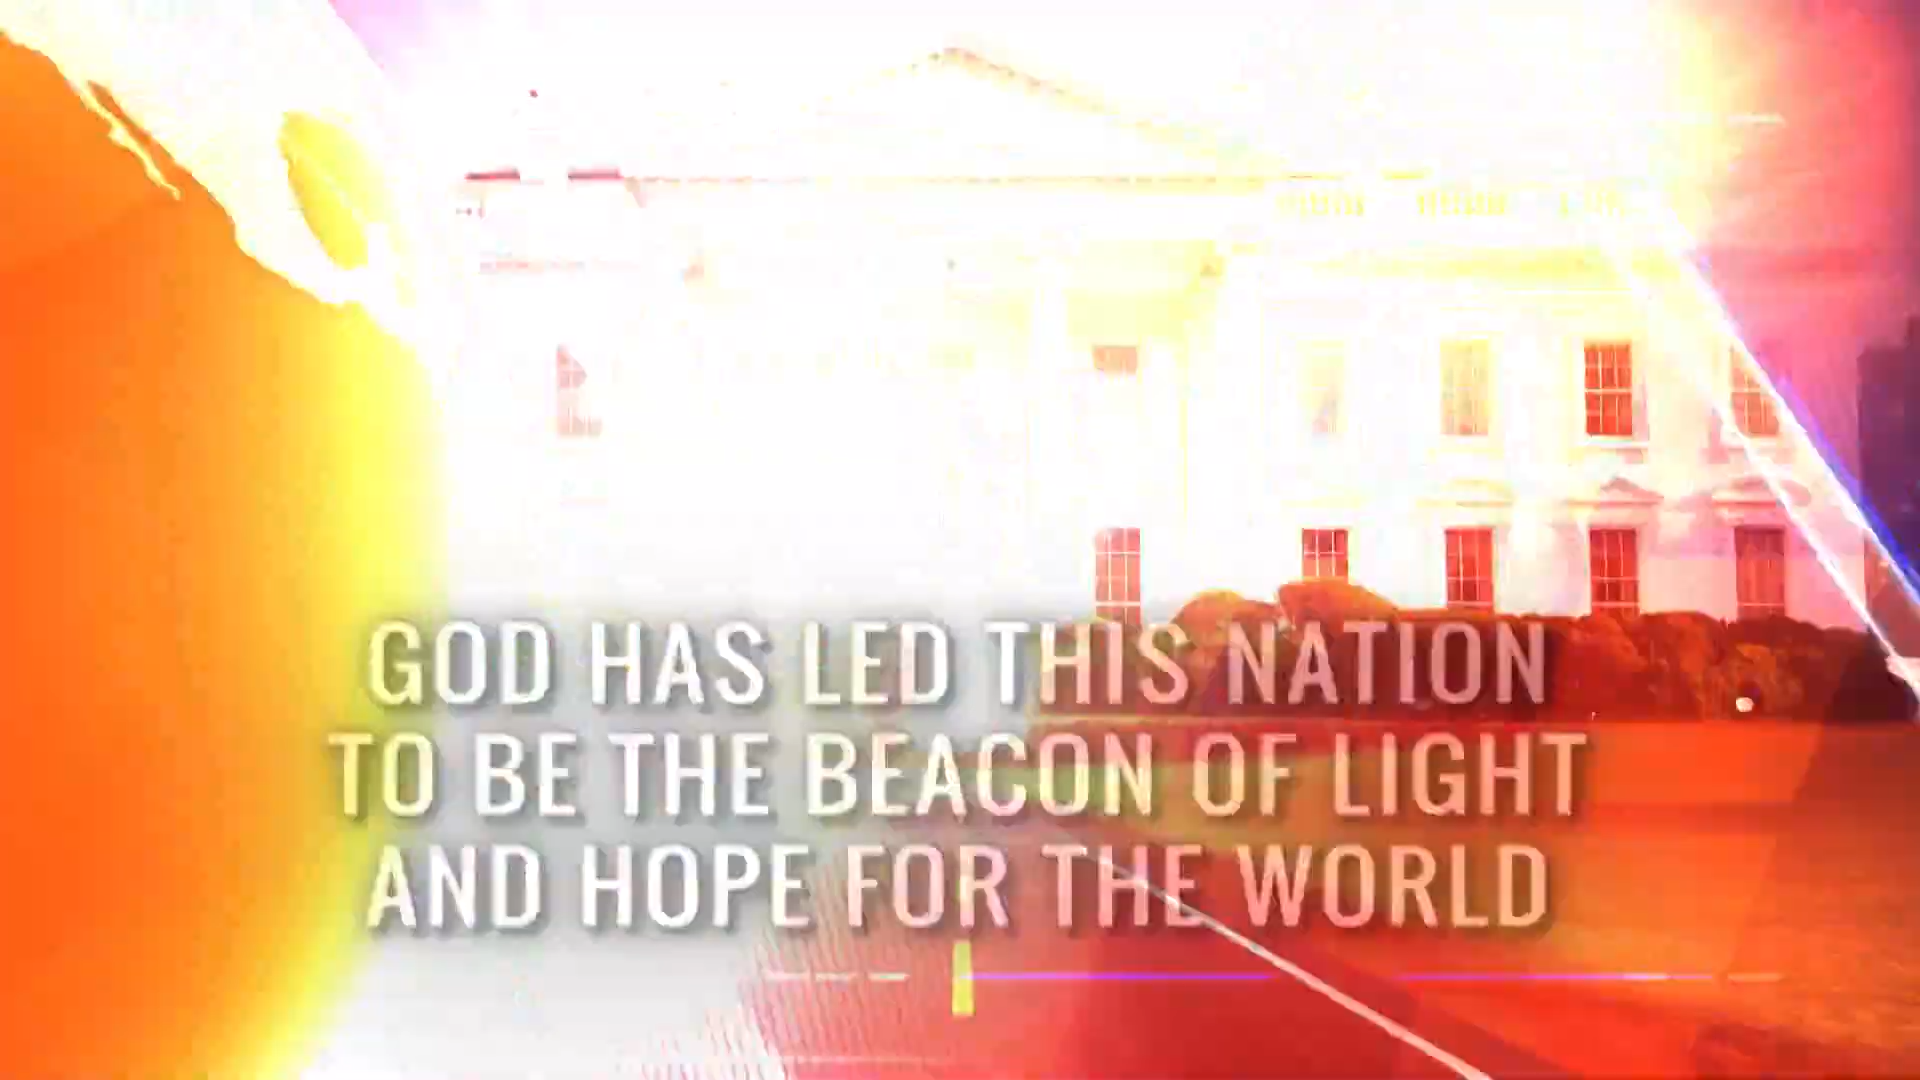 GOD HAS LED THIS NATION
TO BE THE BEACON OF LIGHT
AND HOPE FOR THE WORLD